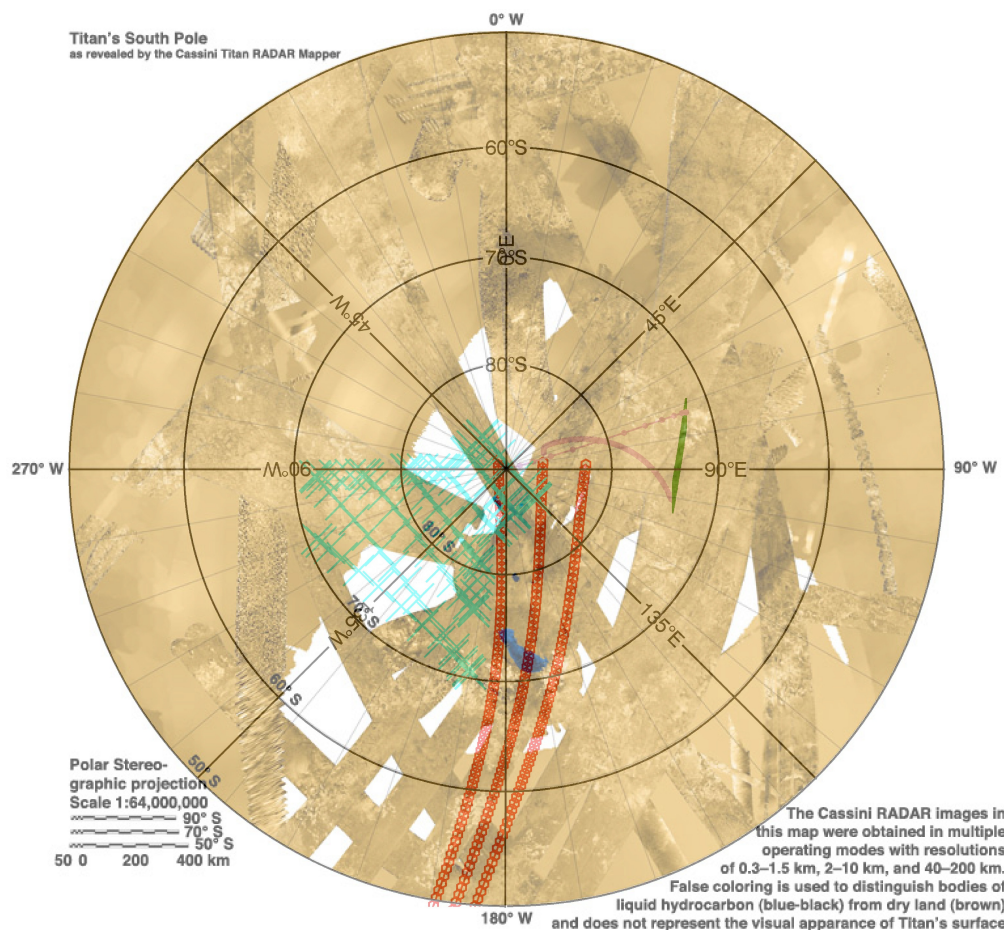 0° W
Titan's South Pole
as revealed by the Cassini Titan RADAR Mapper
60°S
0°E
70°S
45°W
45°E
80°S
270° W
90°W
90°E
90° W
80° S
70°S
135°W
135°E
60° S
50° S
Polar Stereo-
graphic projection
Scale 1:64,000,000
90° S
70° S
50° S
50 0 200 400 km
The Cassini RADAR images in
this map were obtained in multiple
operating modes with resolutions
of 0.3–1.5 km, 2–10 km, and 40–200 km.
False coloring is used to distinguish bodies of
liquid hydrocarbon (blue-black) from dry land (brown)
and does not represent the visual apparance of Titan's surface
180° W